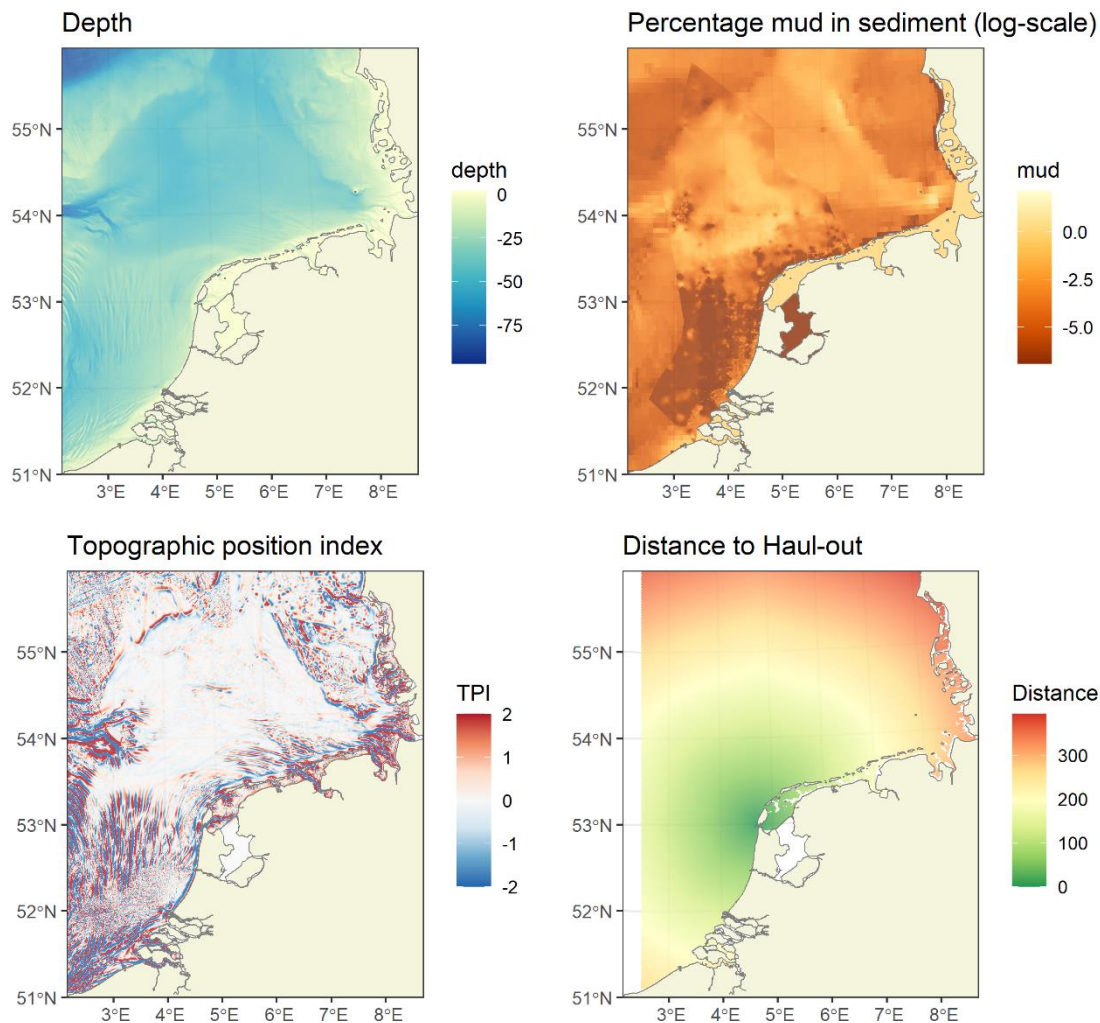 Depth
55°N
54°N
53°N
52°N
51°N
3°E 4°E 5°E 6°E 7°E 8°E
depth
0
-25
-50
-75
Percentage mud in sediment (log-scale)
55°N
54°N
53°N
52°N
51°N
3°E 4°E 5°E 6°E 7°E 8°E
mud
0.0
-2.5
-5.0
Topographic position index
55°N
54°N
53°N
52°N
51°N
3°E 4°E 5°E 6°E 7°E 8°E
TPI
2
1
0
-1
-2
Distance to Haul-out
55°N
54°N
53°N
52°N
51°N
3°E 4°E 5°E 6°E 7°E 8°E
Distance
300
200
100
0